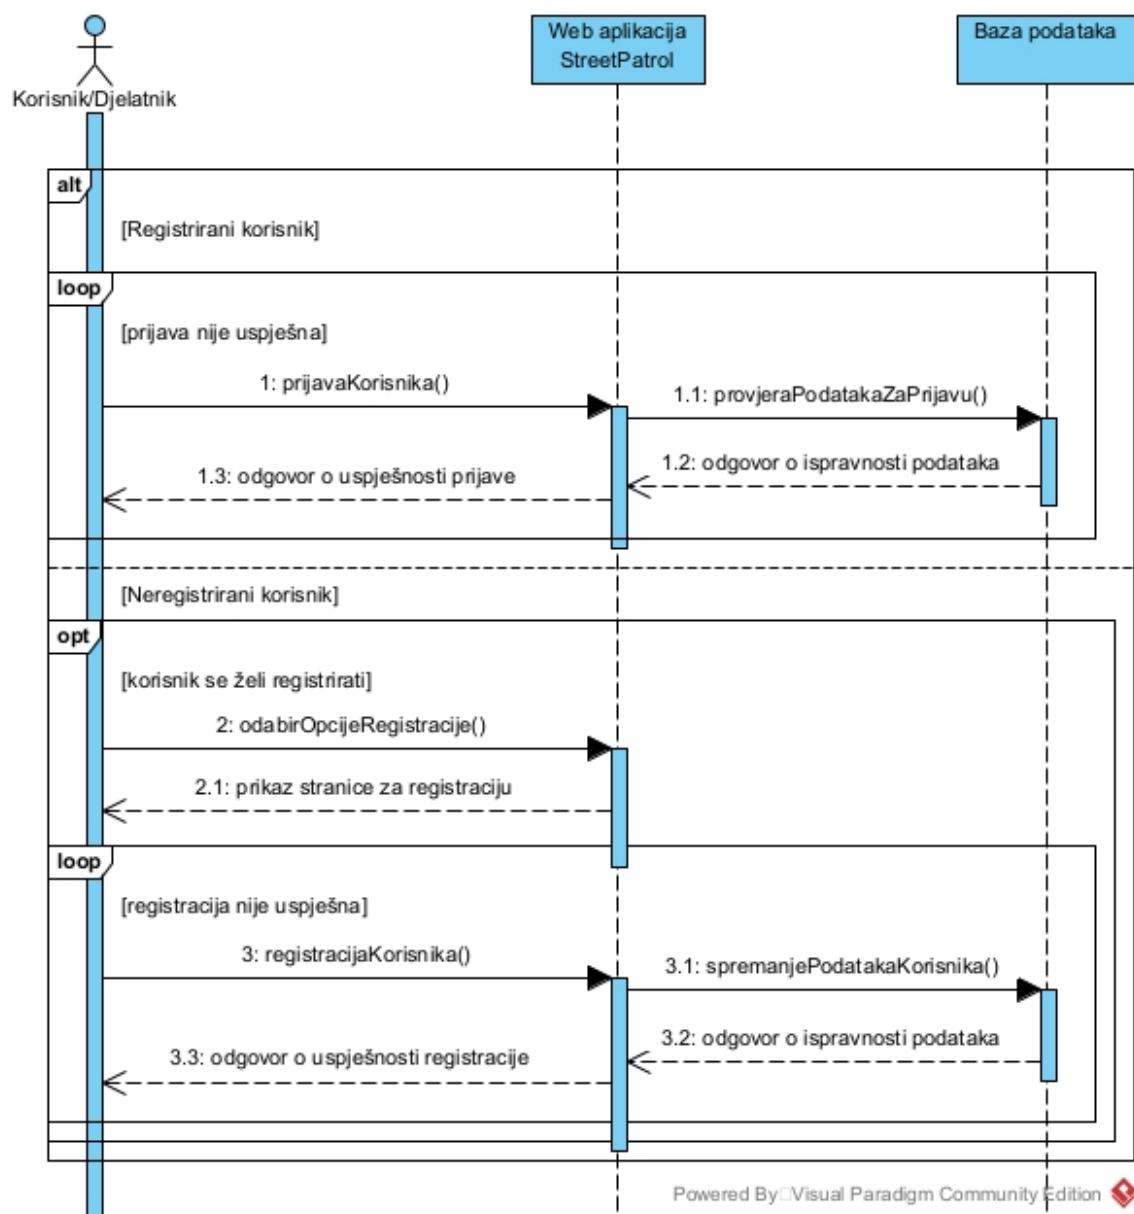 Web aplikacija
StreetPatrol
Baza podataka
Korisnik/Djelatnik
alt
[Registrirani korisnik]
loop
[prijava nije uspješna]
1: prijavaKorisnika()
1.1: provjeraPodatakaZaPrijavu()
1.2: odgovor o ispravnosti podataka
1.3: odgovor o uspješnosti prijave
[Neregistrirani korisnik]
opt
[korisnik se želi registrirati]
2: odabirOpcijeRegistracije()
2.1: prikaz stranice za registraciju
loop
[registracija nije uspješna]
3: registracijaKorisnika()
3.1: spremanjePodatakaKorisnika()
3.2: odgovor o ispravnosti podataka
3.3: odgovor o uspješnosti registracije
Powered By Visual Paradigm Community Edition